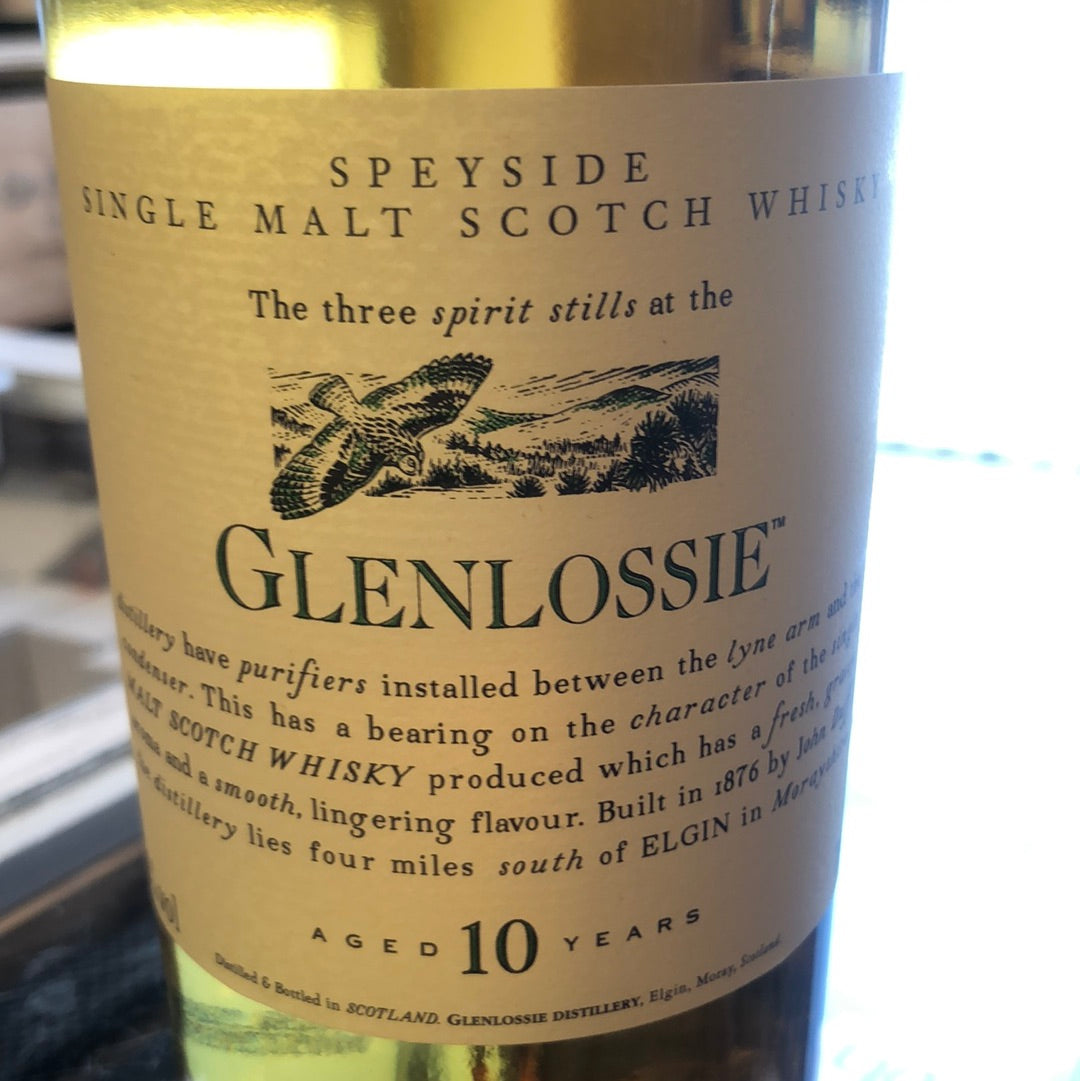 SPEYSIDE
SINGLE MALT SCOTCH WHISKY
The three spirit stills at the
GLENLOSSIE™
distillery have purifiers installed between the lyne arm and the
condenser. This has a bearing on the character of the single
MALT SCOTCH WHISKY produced which has a fresh,
aroma and a smooth, lingering flavour. Built in 1876 by John
the distillery lies four miles south of ELGIN in
AGED 10 YEARS
Distilled & Bottled in SCOTLAND. GLENLOSSIE DISTILLERY, Elgin, Moray, Scotland.